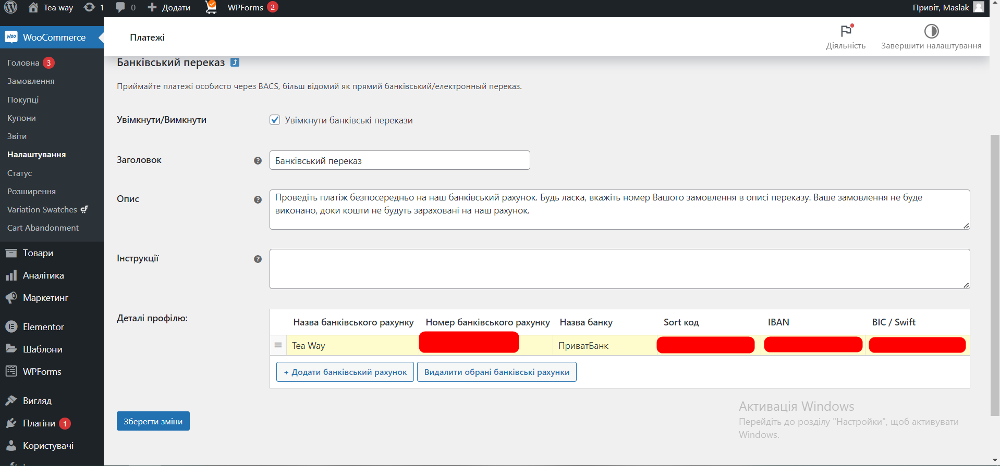 Tea way
1
0
Додати
WPForms 2
Привіт, Maslak
WooCommerce
Платежі
Діяльність
Завершити налаштування
Головна 3
Замовлення
Покупці
Купони
Звіти
Налаштування
Статус
Розширення
Variation Swatches
Cart Abandonment
Товари
Аналітика
Маркетинг
Elementor
Шаблони
WPForms
Вигляд
Плагіни 1
Користувачі
Банківський переказ
Приймайте платежі особисто через BACS, більш відомий як прямий банківський/електронный переказ.
Увімкнути/Вимкнути
Увімкнути банківські перекази
Заголовок
Банківський переказ
Опис
Проведіть платіж безпосередньо на наш банківський рахунок. Будь ласка, вкажіть номер Вашого замовлення в описі переказу. Ваше замовлення не буде
виконано, доки кошти не будуть зараховані на наш рахунок.
Інструкції
Деталі профілю:
Назва банківського рахунку Номер банківського рахунку Назва банку Sort код IBAN BIC / Swift
Tea Way ПриватБанк
+ Додати банківський рахунок Видалити обрані банківські рахунки
Зберегти зміни
Активація Windows
Перейдіть до розділу "Настройки", щоб активувати
Windows.